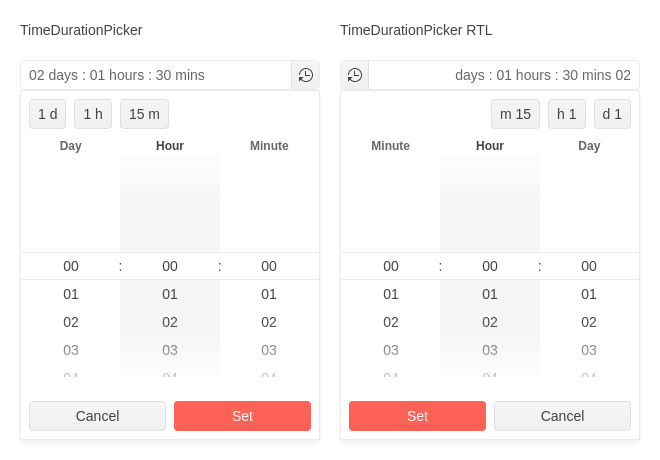 TimeDurationPicker
02 days : 01 hours : 30 mins
1 d 1 h 15 m
Day Hour Minute
00 : 00 : 00
01 01 01
02 02 02
03 03 03
04 04 04
Cancel Set
TimeDurationPicker RTL
days : 01 hours : 30 mins 02
m 15 h 1 d 1
Minute Hour Day
00 : 00 : 00
01 01 01
02 02 02
03 03 03
04 04 04
Set Cancel